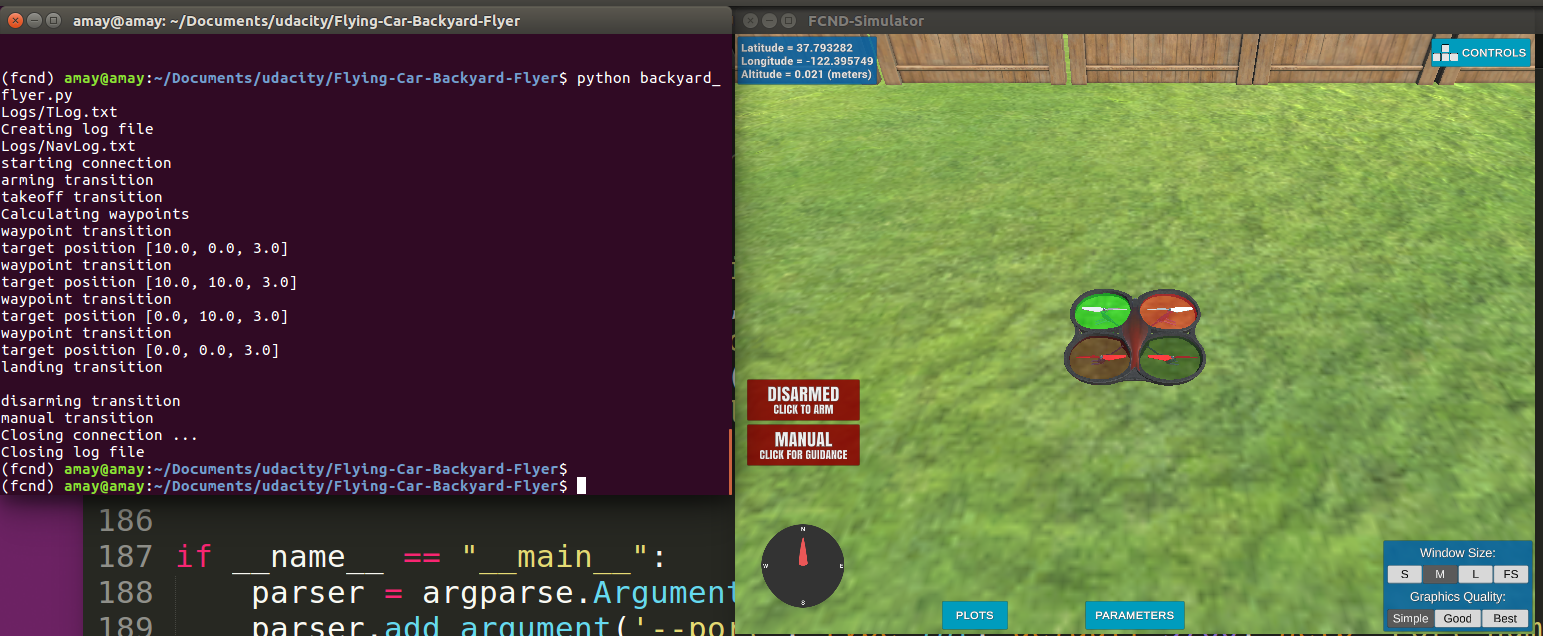 amay@amay: ~/Documents/udacity/Flying-Car-Backyard-Flyer
(fcnd) amay@amay:~/Documents/udacity/Flying-Car-Backyard-Flyer$ python backyard_
flyer.py
Logs/TLog.txt
Creating log file
Logs/NavLog.txt
starting connection
arming transition
takeoff transition
Calculating waypoints
waypoint transition
target position [10.0, 0.0, 3.0]
waypoint transition
target position [10.0, 10.0, 3.0]
waypoint transition
target position [0.0, 10.0, 3.0]
waypoint transition
target position [0.0, 0.0, 3.0]
landing transition
disarming transition
manual transition
Closing connection ...
Closing log file
(fcnd) amay@amay:~/Documents/udacity/Flying-Car-Backyard-Flyer$
(fcnd) amay@amay:~/Documents/udacity/Flying-Car-Backyard-Flyer$
186
187 if __name__ == "__main__":
188 parser = argparse.Argument
189 parser.add_argument('--por
FCND-Simulator
Latitude = 37.793282
Longitude = -122.395749
Altitude = 0.021 (meters)
CONTROLS
DISARMED
CLICK TO ARM
MANUAL
CLICK FOR GUIDANCE
N
W E
S
PLOTS
PARAMETERS
Window Size:
S M L FS
Graphics Quality:
Simple Good Best